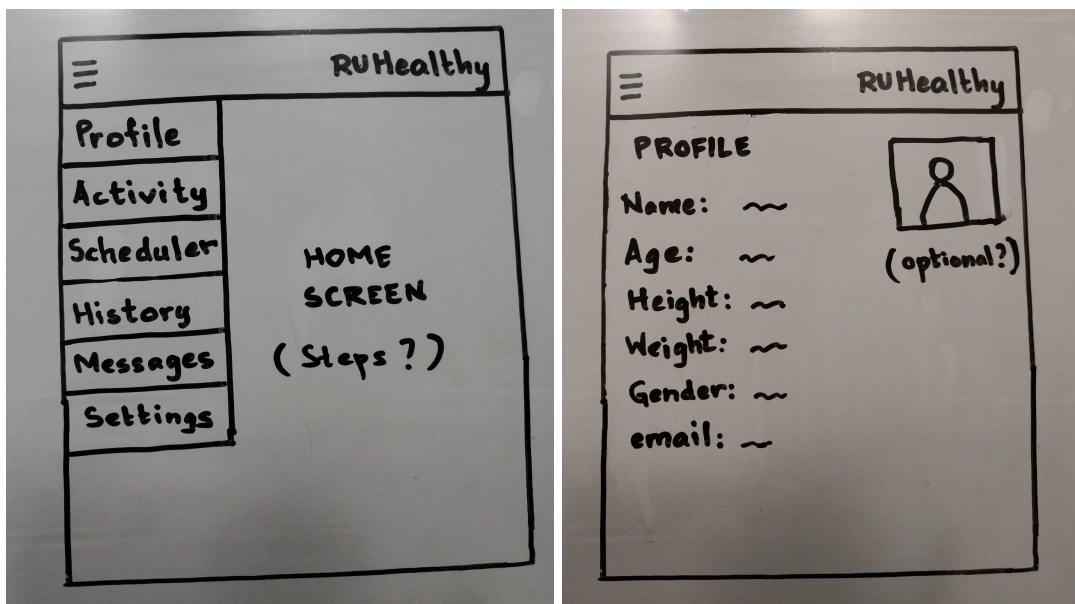 RUHealthy
Profile
Activity
Scheduler
History
Messages
Settings
HOME
SCREEN
(Steps?)
RUHealthy
PROFILE
Name:
Age:
Height:
Weight:
Gender:
email:
(optional?)